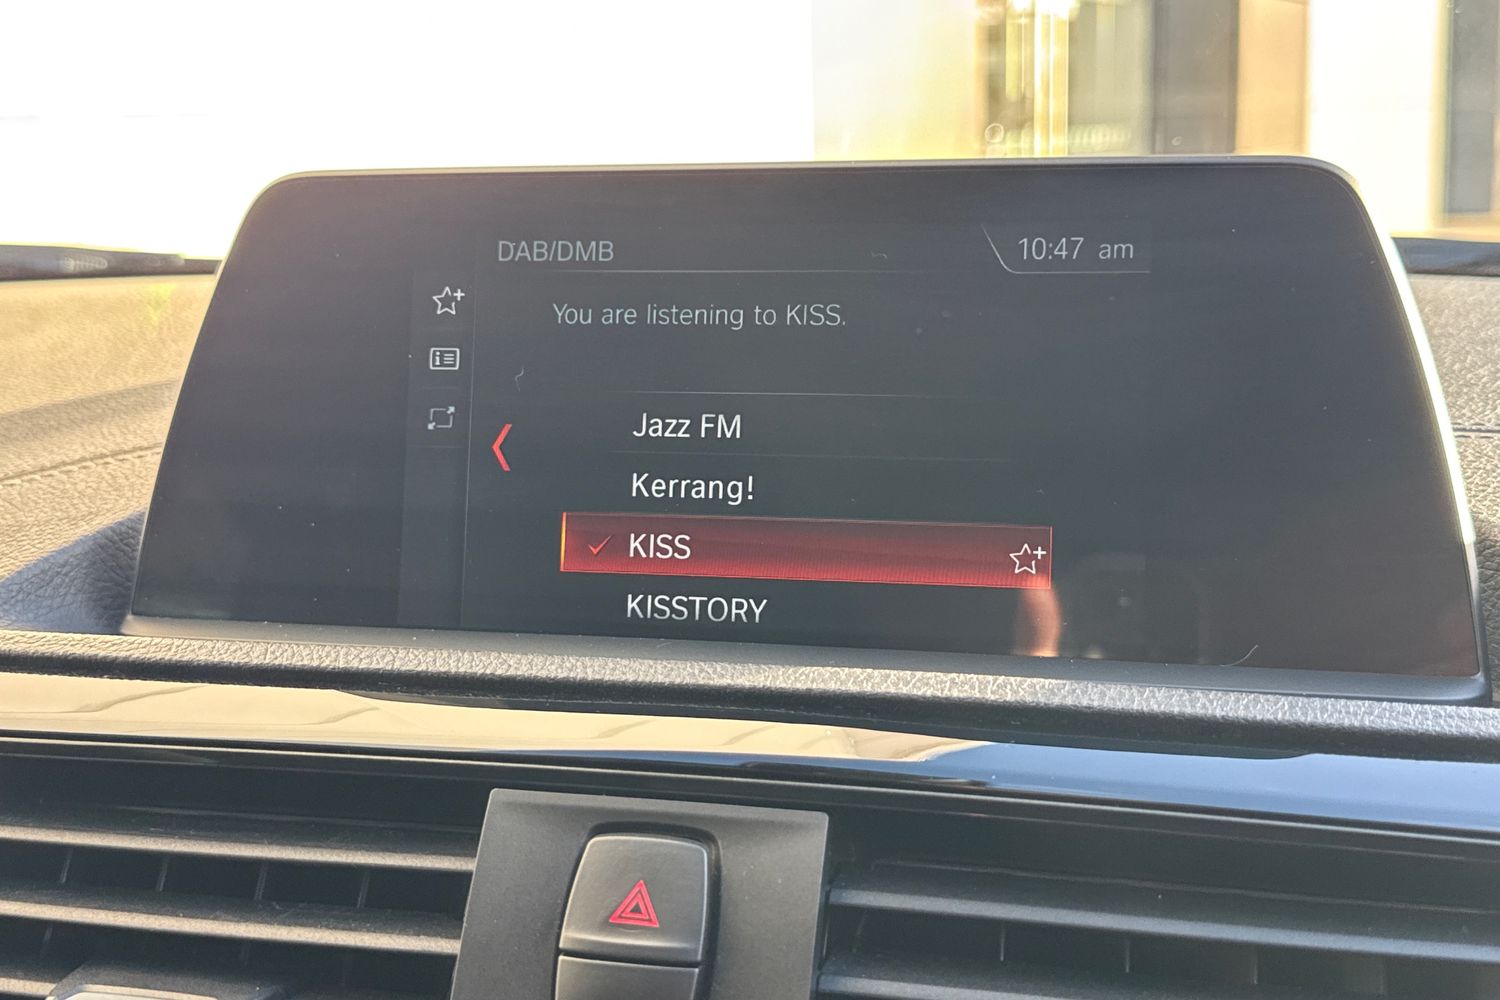 DAB/DMB
10:47 am
You are listening to KISS.
Jazz FM
Kerrang!
KISS
KISSTORY